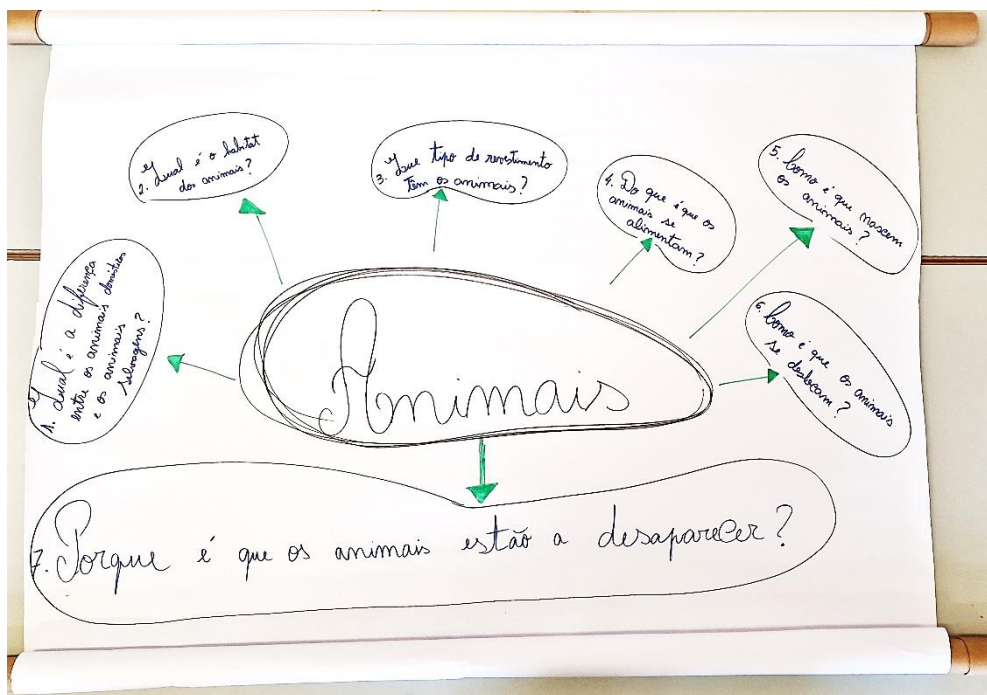 Animais
1. Qual é a diferença
entre os animais domésticos
e os animais
selvagens?
2. Qual é o habitat
dos animais?
3. Que tipo de revestimento
têm os animais?
4. Do que é que os
animais se
alimentam?
5. Como é que nascem
os animais?
6. Como é que os animais
se deslocam?
7. Porque é que os animais estão a desaparecer?